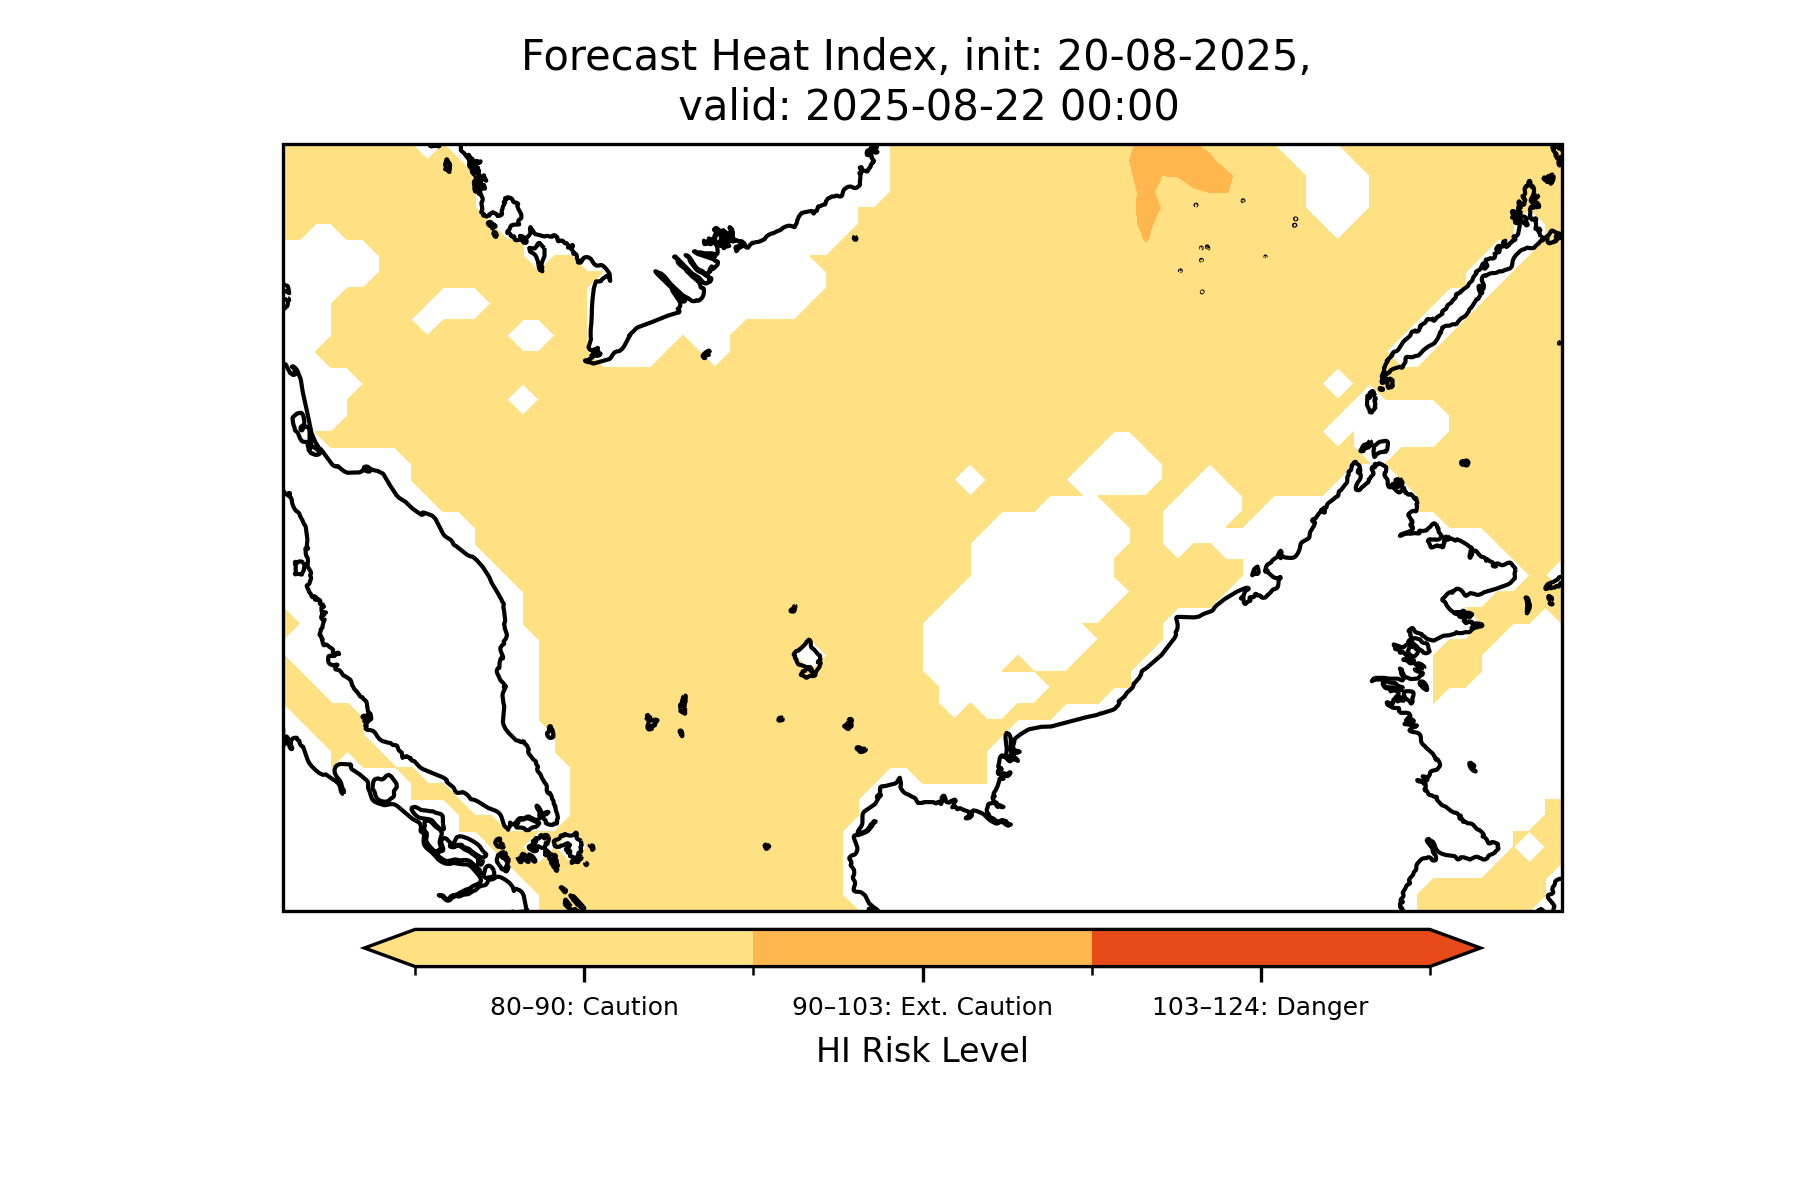 Forecast Heat Index, init: 20-08-2025,
valid: 2025-08-22 00:00
80–90: Caution
90–103: Ext. Caution
103–124: Danger
HI Risk Level